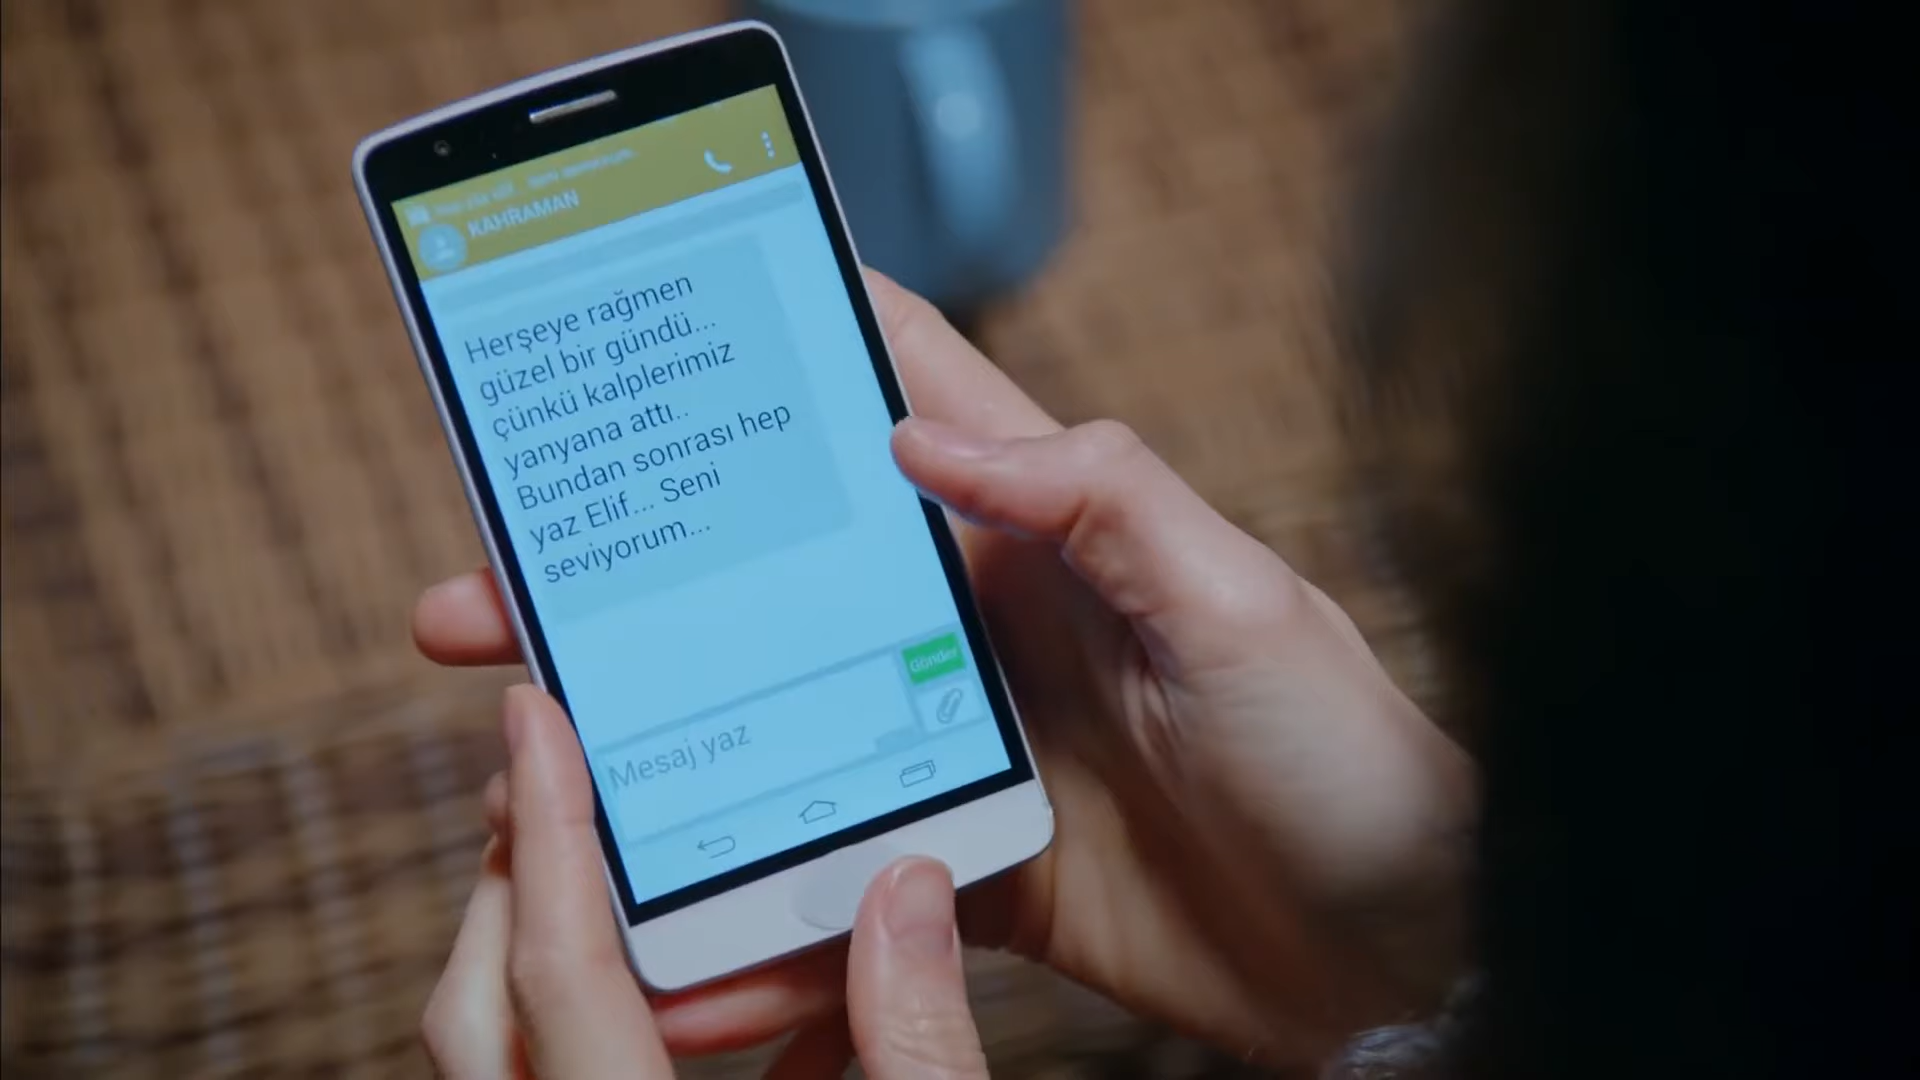 KAHRAMAN
Herşeye rağmen
güzel bir gündü...
çünkü kalplerimiz
yanyana attı..
Bundan sonrası hep
yaz Elif... Seni
seviyorum...
Gönder
Mesaj yaz